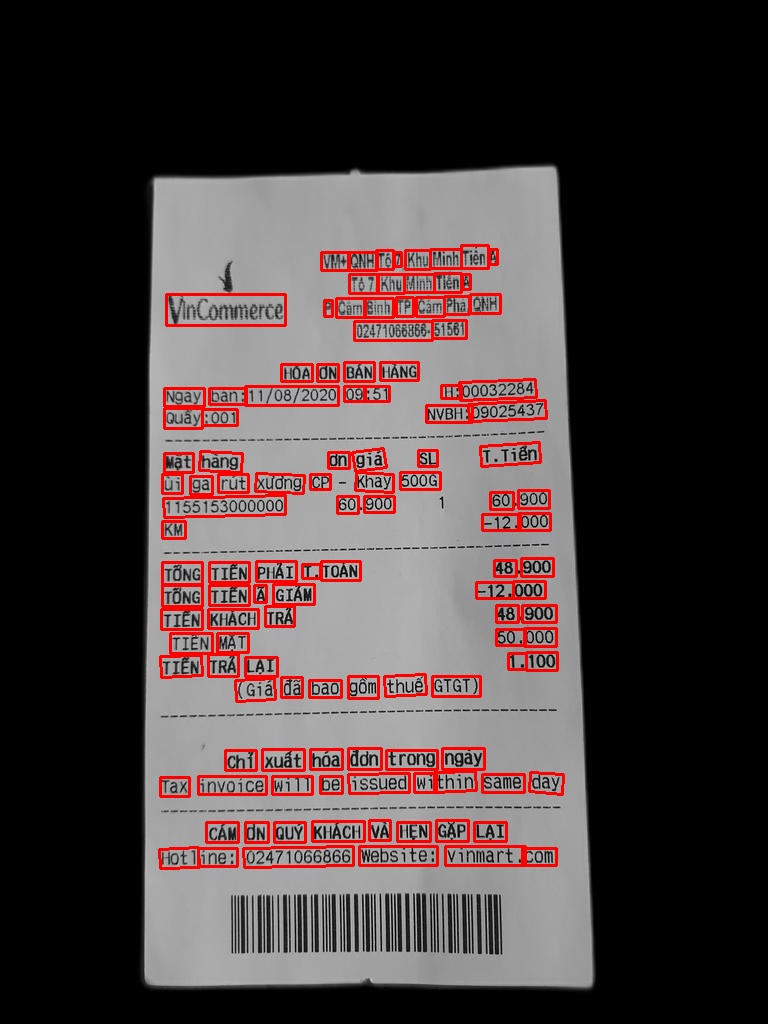 VinCommerce
VM+ QNH Tổ 7 Khu Minh Tiến A
Tổ 7 Khu Minh Tiến A
P Cẩm Bình TP Cẩm Phả QNH
02471066866-51561
HÓA ĐƠN BÁN HÀNG
Ngày bán:11/08/2020 09:51 HĐ:00032284
Quầy:001 NVBH:09025437
Mặt hàng Đơn giá SL T.Tiền
Đùi gà rút xương CP - Khay 500G
1155153000000 60.900 1 60.900
KM -12.000
TỔNG TIỀN PHẢI T.TOÁN 48.900
TỔNG TIỀN ĐÃ GIẢM -12.000
TIỀN KHÁCH TRẢ 48.900
TIỀN MẶT 50.000
TIỀN TRẢ LẠI 1.100
(Giá đã bao gồm thuế GTGT)
Chỉ xuất hóa đơn trong ngày
Tax invoice will be issued within same day
CẢM ƠN QUÝ KHÁCH VÀ HẸN GẶP LẠI
Hotline: 02471066866 Website: vinmart.com